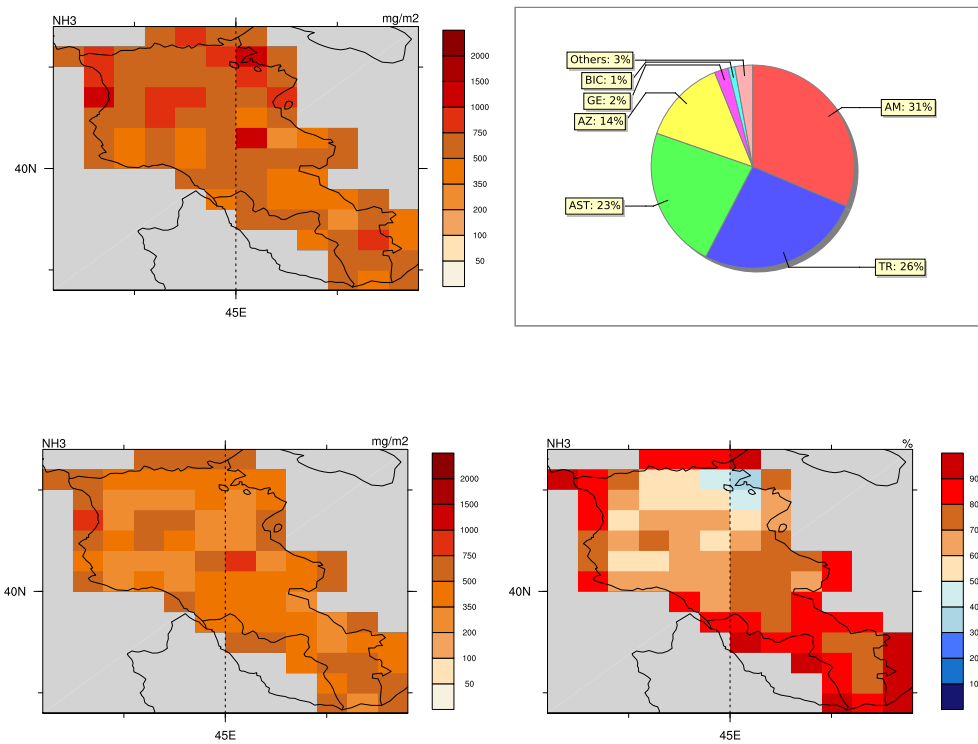 NH3
mg/m2
2000
1500
1000
750
500
350
200
100
50
40N
45E
Others: 3%
BIC: 1%
GE: 2%
AZ: 14%
AST: 23%
AM: 31%
TR: 26%
NH3
mg/m2
2000
1500
1000
750
500
350
200
100
50
40N
45E
NH3
%
90
80
70
60
50
40
30
20
10
40N
45E